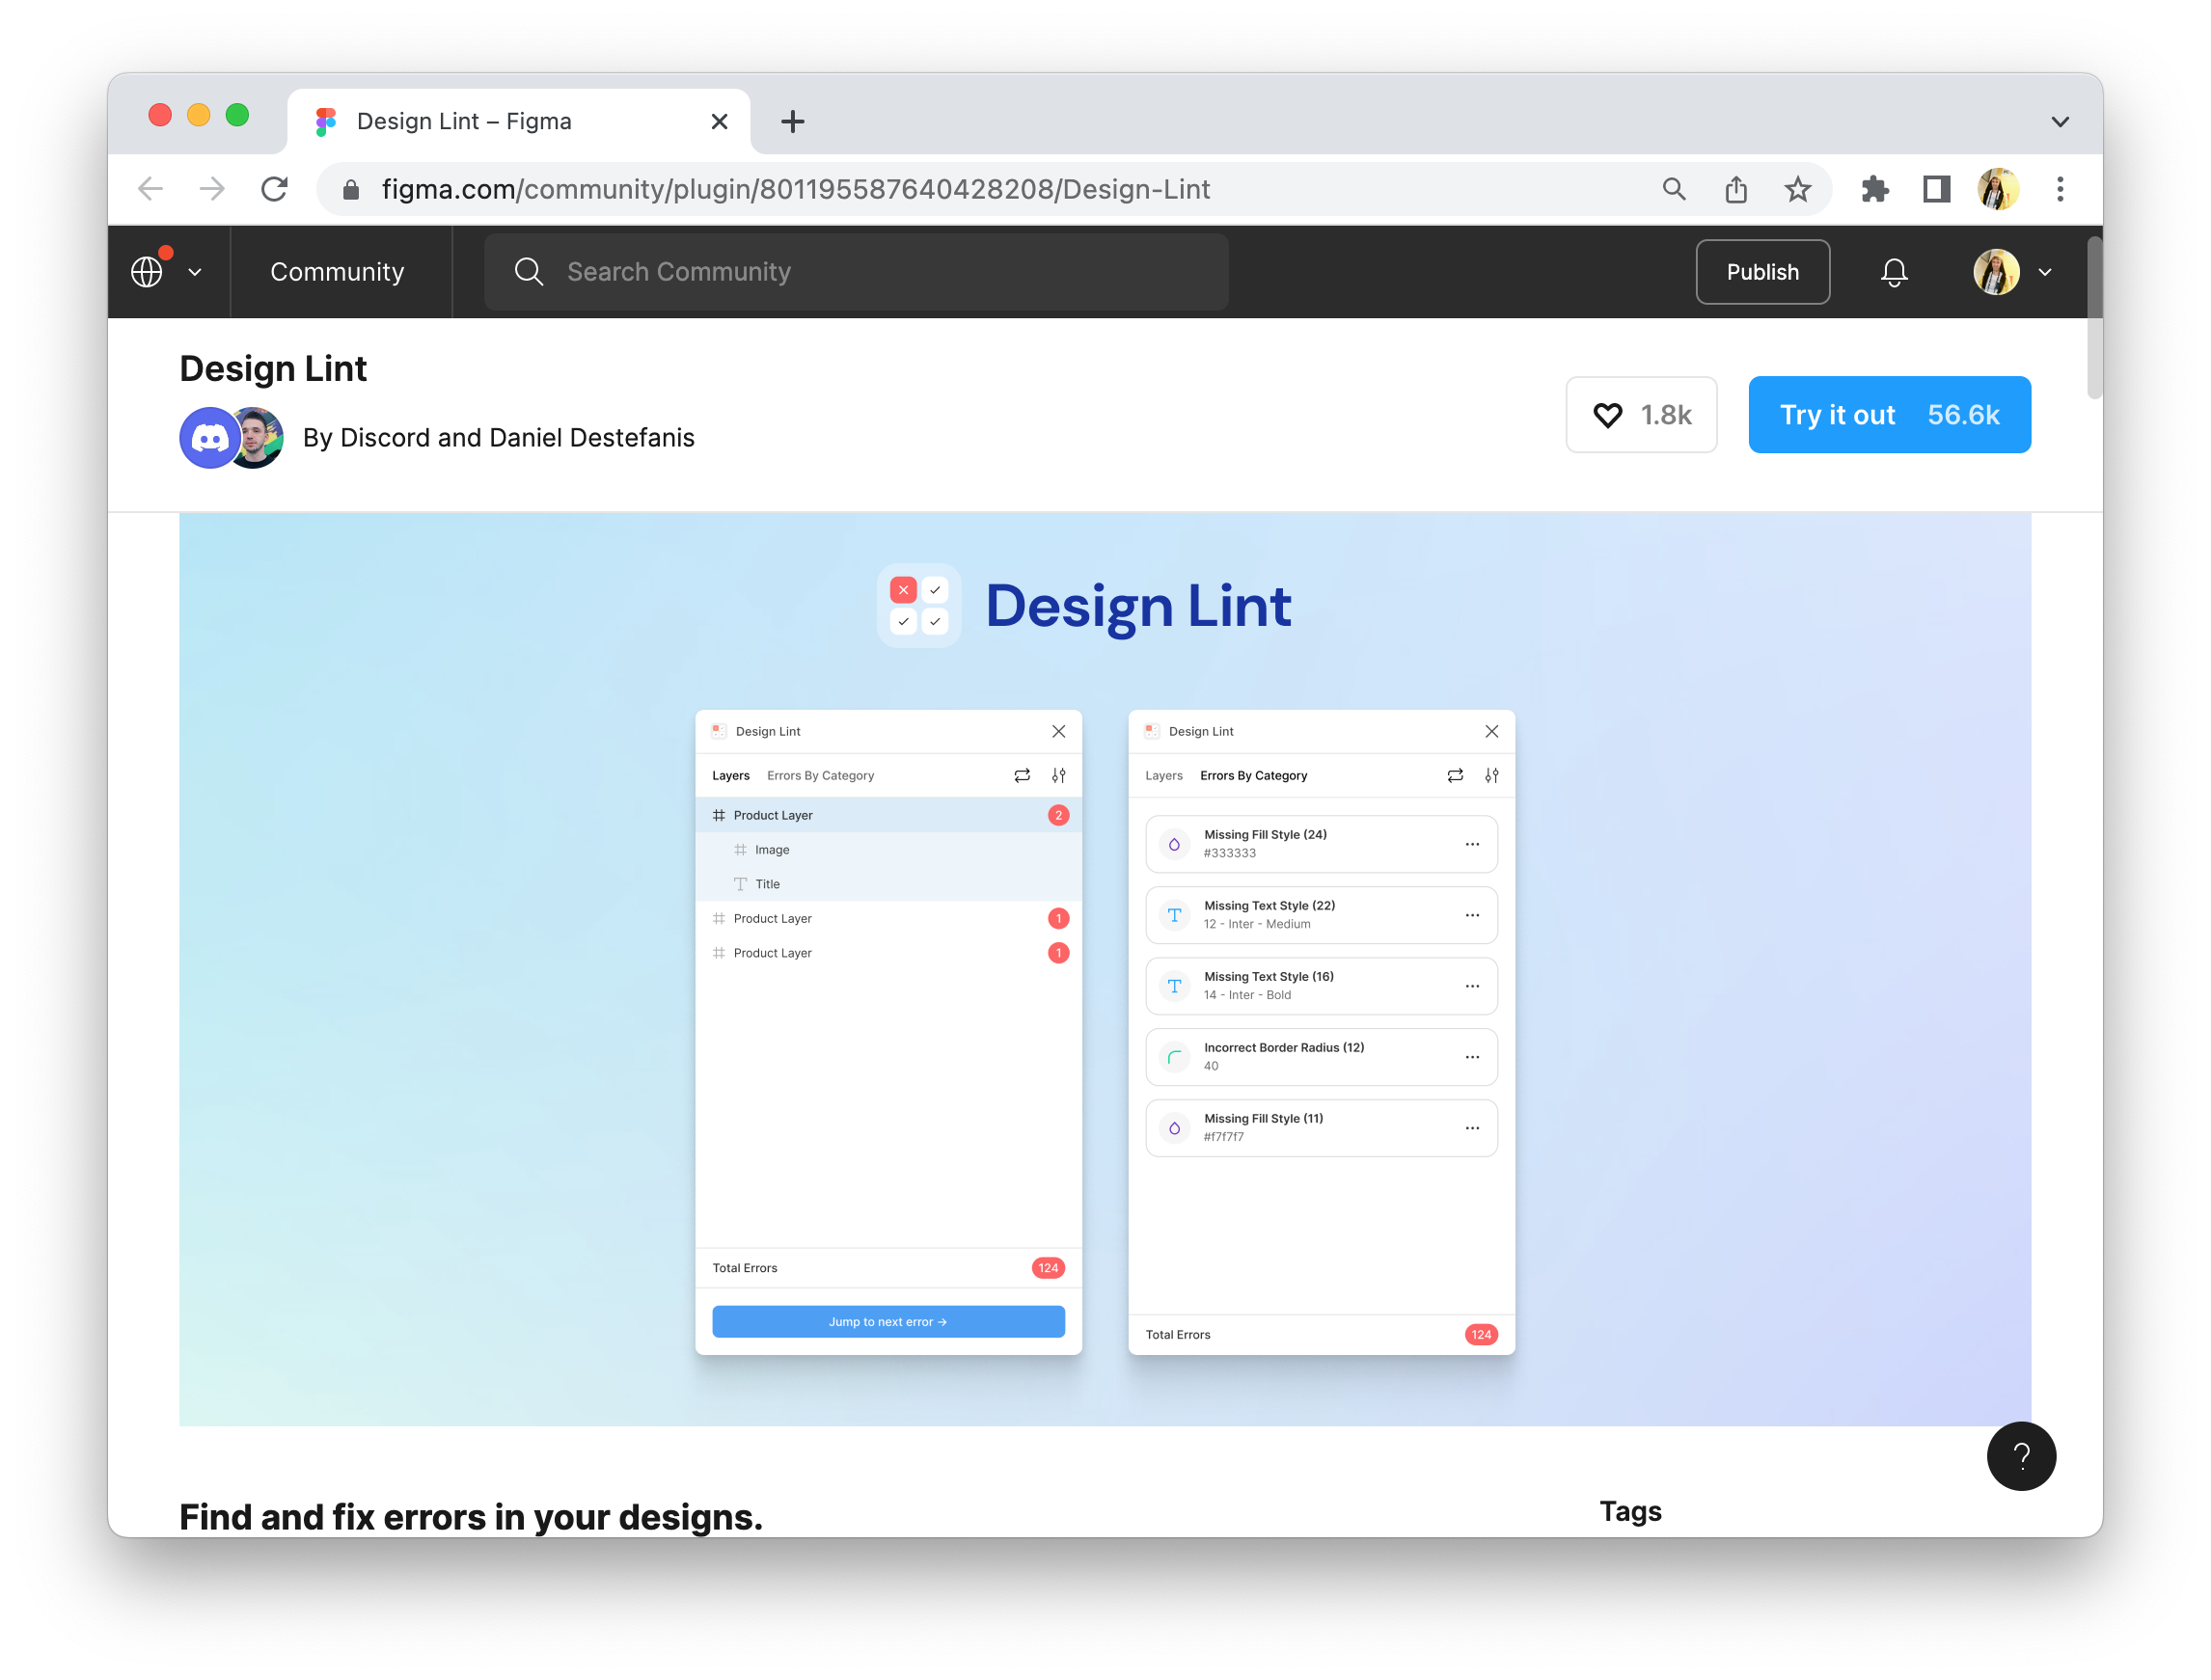 Design Lint – Figma
figma.com/community/plugin/801195587640428208/Design-Lint
Community
Search Community
Publish
Design Lint
By Discord and Daniel Destefanis
1.8k
Try it out 56.6k
Design Lint
Design Lint
Layers Errors By Category
Product Layer 2
Image
Title
Product Layer 1
Product Layer 1
Total Errors 124
Jump to next error →
Design Lint
Layers Errors By Category
Missing Fill Style (24)
#333333
Missing Text Style (22)
12 - Inter - Medium
Missing Text Style (16)
14 - Inter - Bold
Incorrect Border Radius (12)
40
Missing Fill Style (11)
#f7f7f7
Total Errors 124
?
Find and fix errors in your designs.
Tags